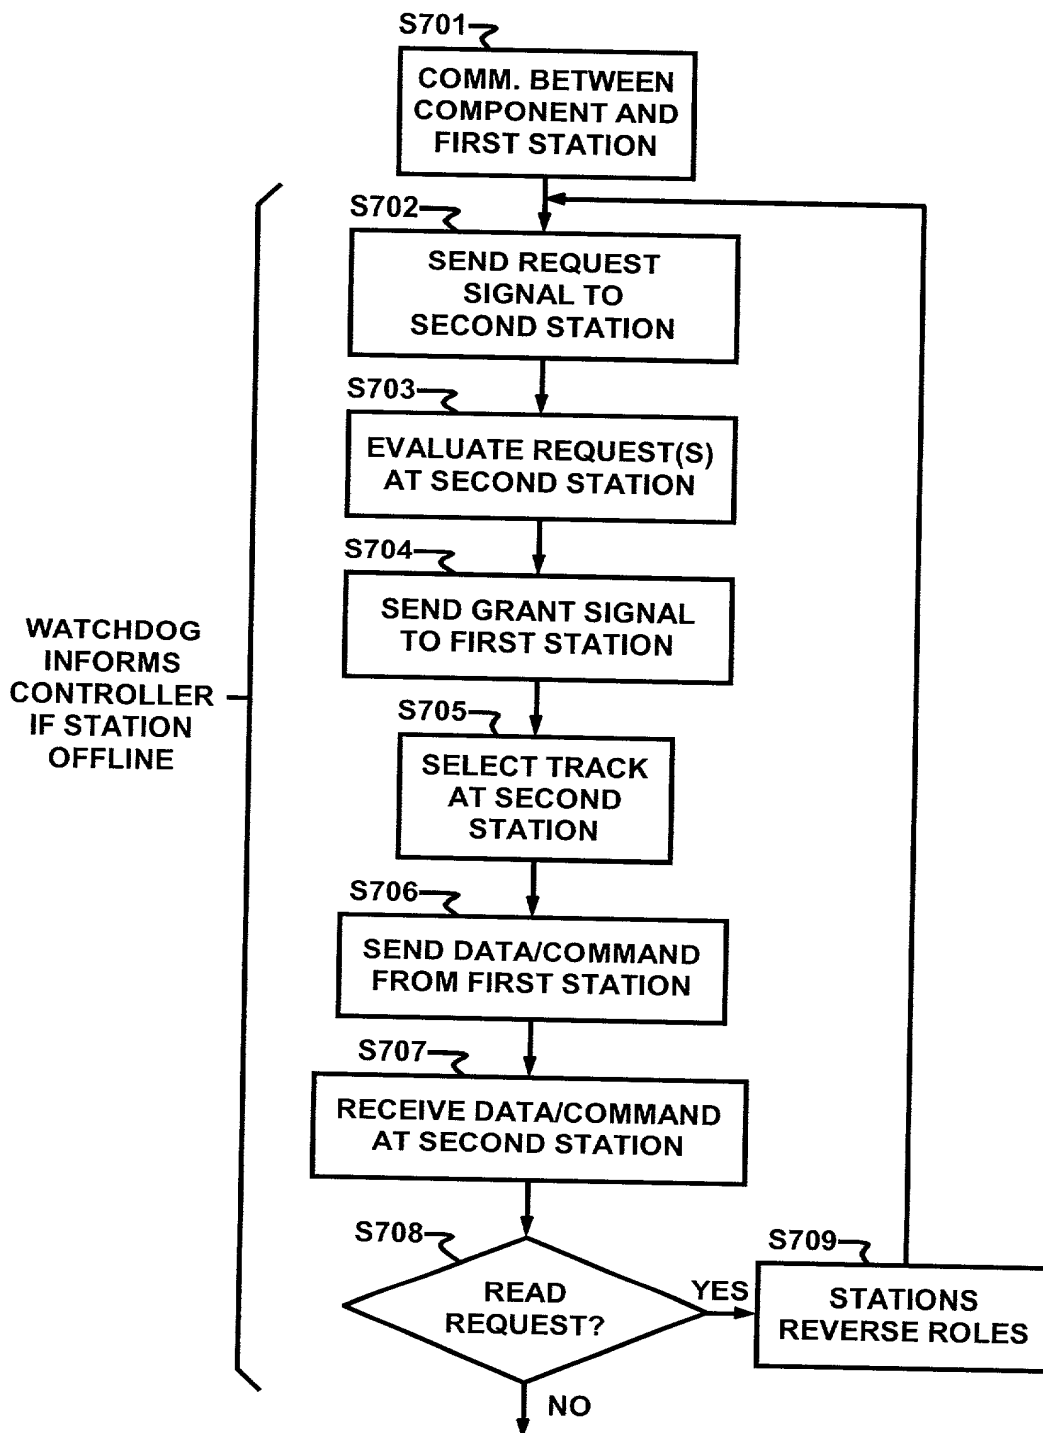 S701
COMM. BETWEEN
COMPONENT AND
FIRST STATION
S702
SEND REQUEST
SIGNAL TO
SECOND STATION
S703
EVALUATE REQUEST(S)
AT SECOND STATION
S704
SEND GRANT SIGNAL
TO FIRST STATION
WATCHDOG
INFORMS
CONTROLLER
IF STATION
OFFLINE
S705
SELECT TRACK
AT SECOND
STATION
S706
SEND DATA/COMMAND
FROM FIRST STATION
S707
RECEIVE DATA/COMMAND
AT SECOND STATION
S708
READ
REQUEST?
YES
S709
STATIONS
REVERSE ROLES
NO